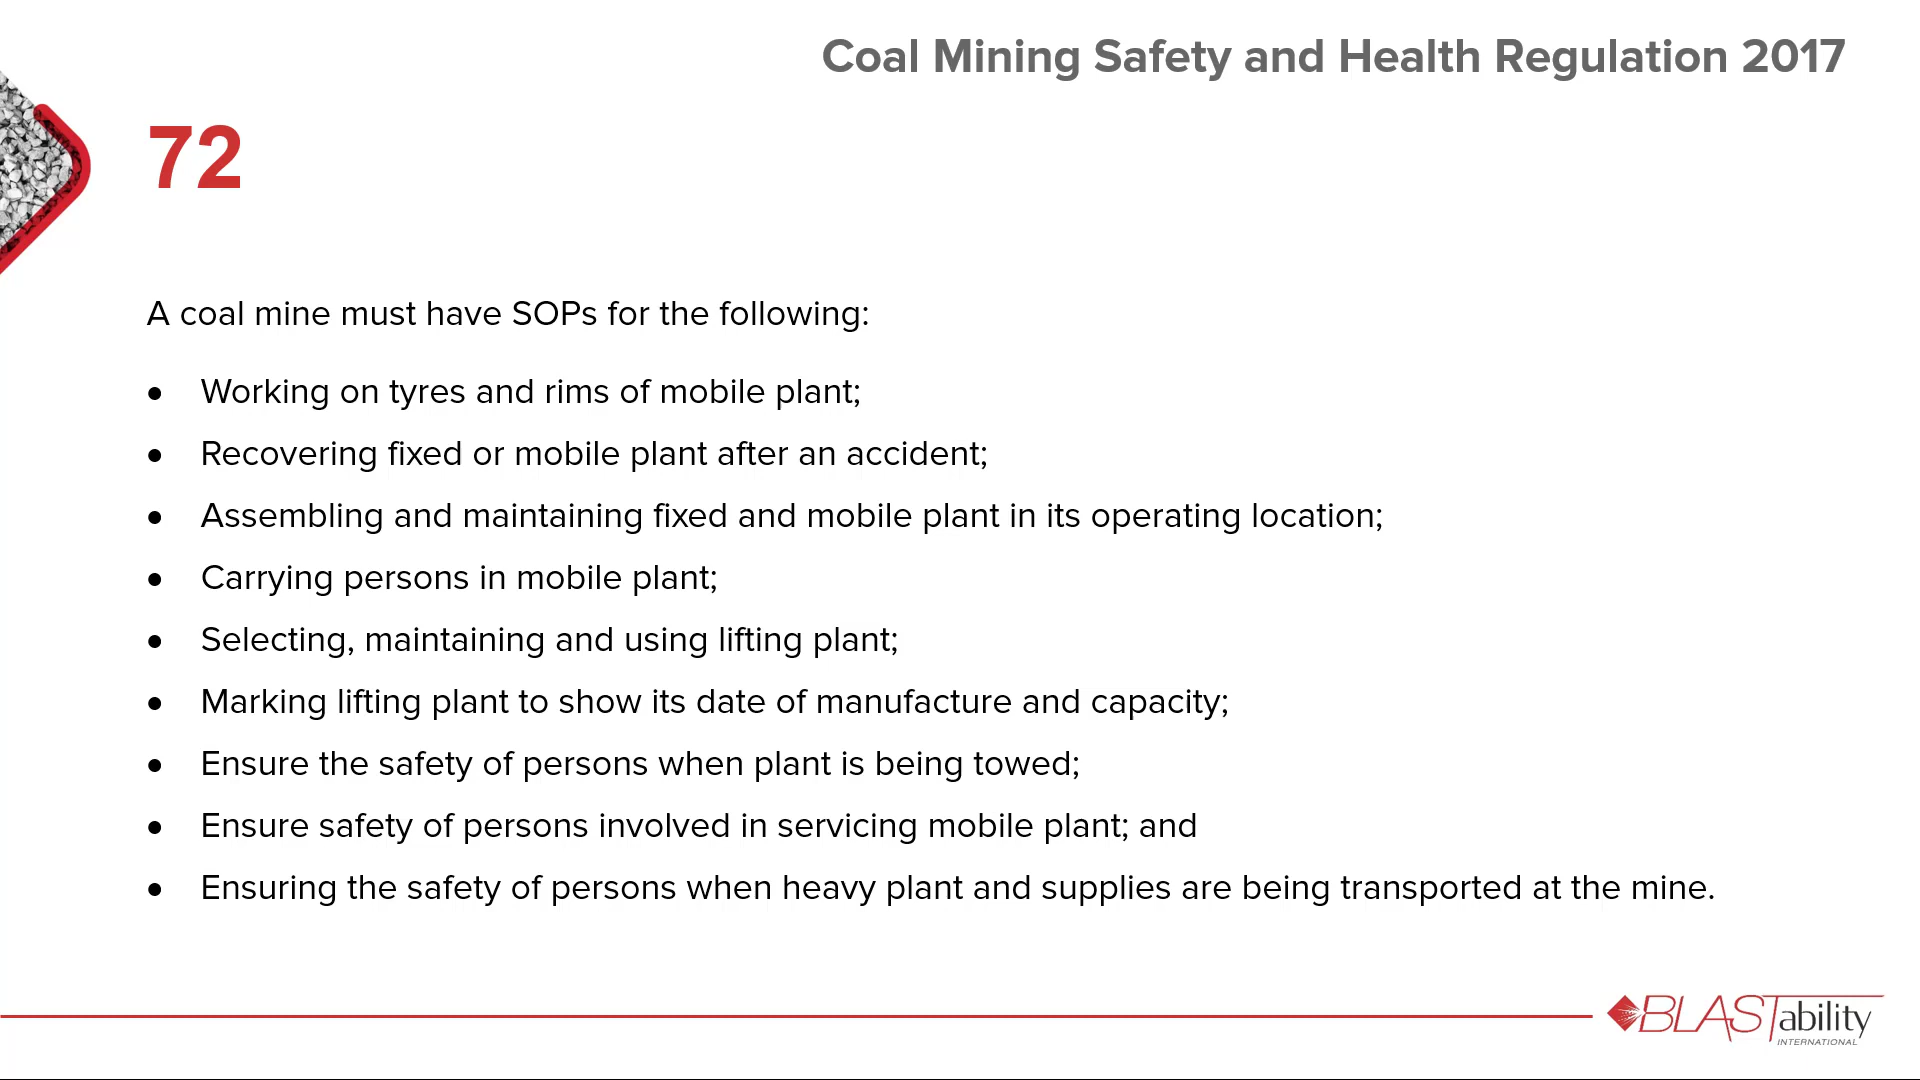 Coal Mining Safety and Health Regulation 2017
72
A coal mine must have SOPs for the following:
• Working on tyres and rims of mobile plant;
• Recovering fixed or mobile plant after an accident;
• Assembling and maintaining fixed and mobile plant in its operating location;
• Carrying persons in mobile plant;
• Selecting, maintaining and using lifting plant;
• Marking lifting plant to show its date of manufacture and capacity;
• Ensure the safety of persons when plant is being towed;
• Ensure safety of persons involved in servicing mobile plant; and
• Ensuring the safety of persons when heavy plant and supplies are being transported at the mine.
BLASTability
INTERNATIONAL